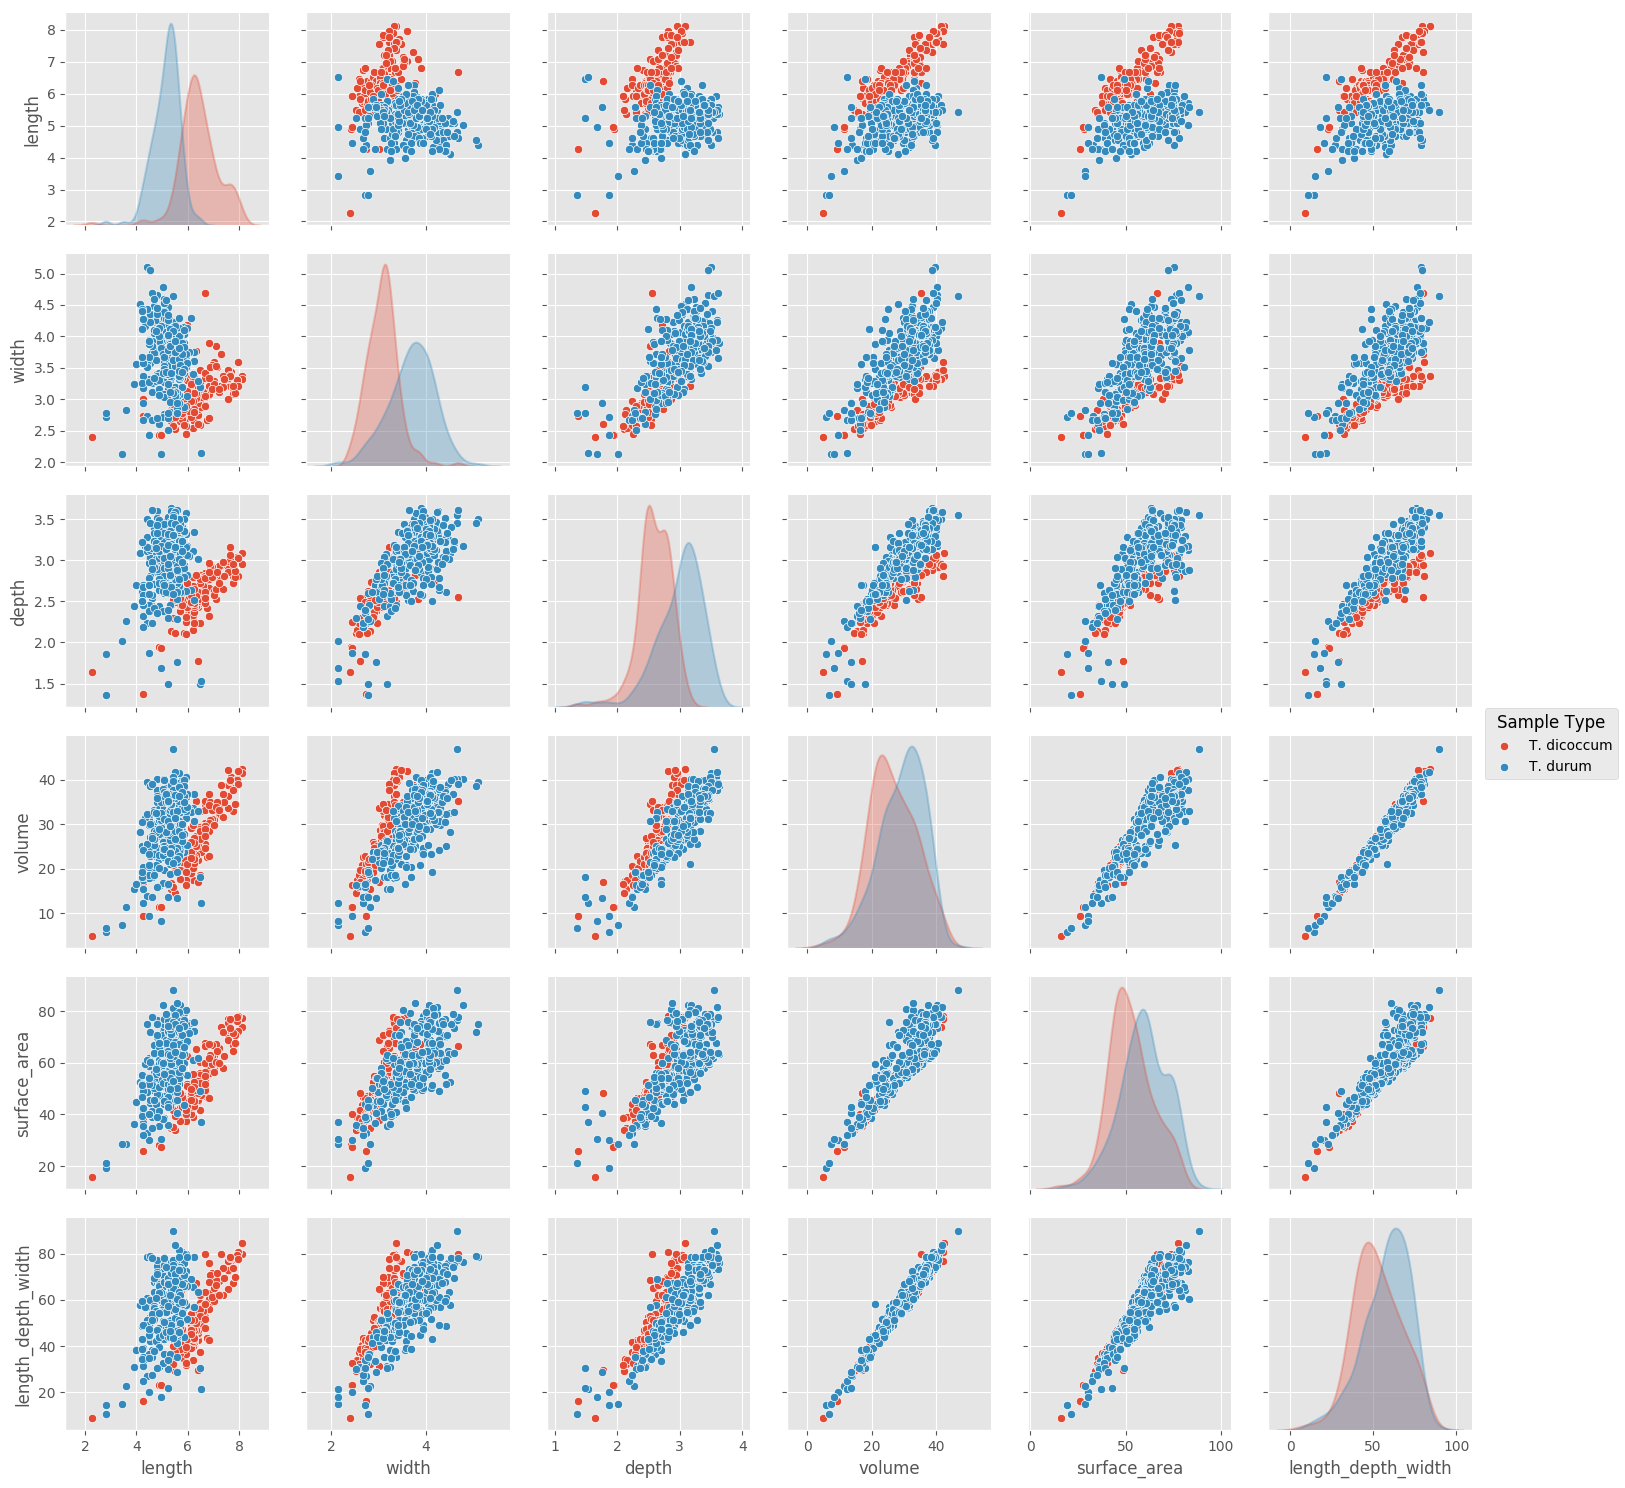 length
8
7
6
5
4
3
2
width
5.0
4.5
4.0
3.5
3.0
2.5
2.0
depth
3.5
3.0
2.5
2.0
1.5
Sample Type
T. dicoccum
T. durum
volume
40
30
20
10
surface_area
80
60
40
20
length_depth_width
80
60
40
20
2 4 6 8 2 4 1 2 3 4 0 20 40 0 50 100 0 50 100
length width depth volume surface_area length_depth_width